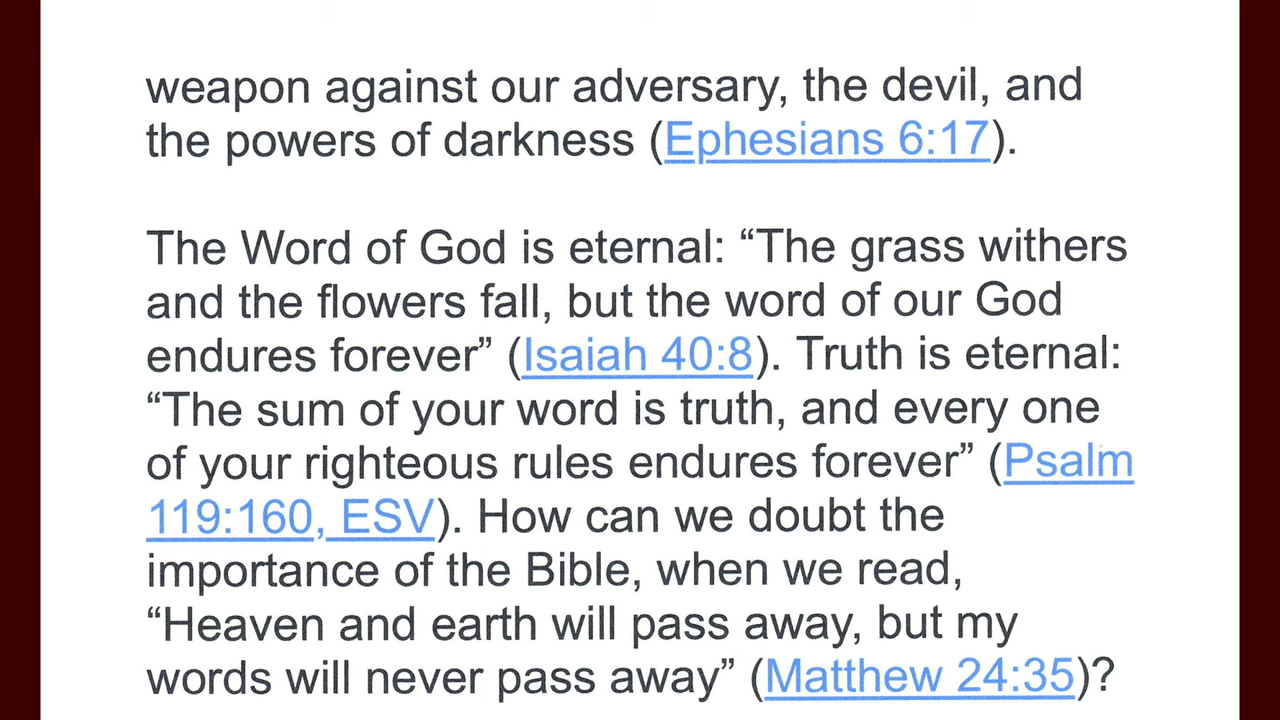 weapon against our adversary, the devil, and
the powers of darkness (Ephesians 6:17).
The Word of God is eternal: “The grass withers
and the flowers fall, but the word of our God
endures forever” (Isaiah 40:8). Truth is eternal:
“The sum of your word is truth, and every one
of your righteous rules endures forever” (Psalm
119:160, ESV). How can we doubt the
importance of the Bible, when we read,
“Heaven and earth will pass away, but my
words will never pass away” (Matthew 24:35)?